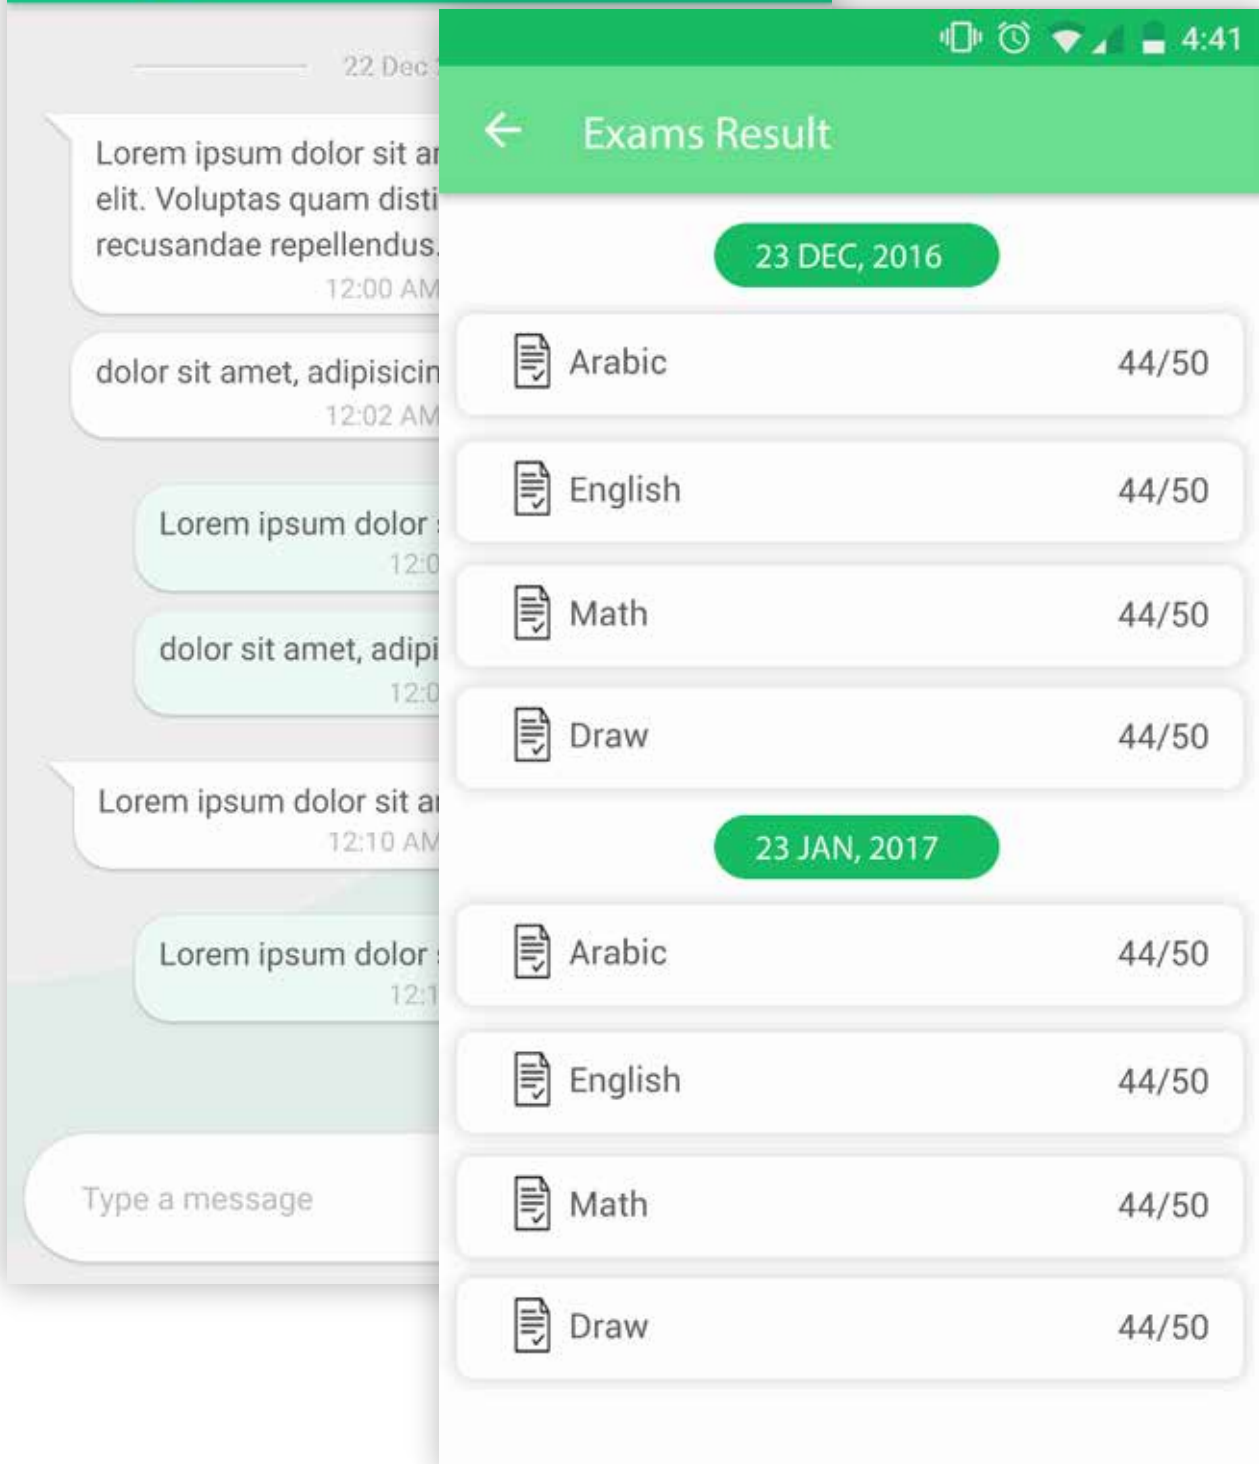 22 Dec
Lorem ipsum dolor sit
elit. Voluptas quam
recusandae repellendus.
12:00 AM
dolor sit amet,
12:02 AM
Lorem ipsum dolor
dolor sit amet,
Lorem ipsum dolor sit
12:10 AM
Lorem ipsum dolor
Type a message
4:41
Exams Result
23 DEC, 2016
Arabic 44/50
English 44/50
Math 44/50
Draw 44/50
23 JAN, 2017
Arabic 44/50
English 44/50
Math 44/50
Draw 44/50